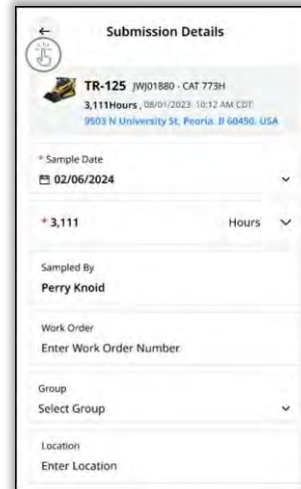 Submission Details
TR-125 JWJ01880 - CAT 773H
3,111Hours , 08/01/2023 10:12 AM CDT
9503 N University St, Peoria. Il 60450. USA
* Sample Date
02/06/2024
* 3,111 Hours
Sampled By
Perry Knoid
Work Order
Enter Work Order Number
Group
Select Group
Location
Enter Location